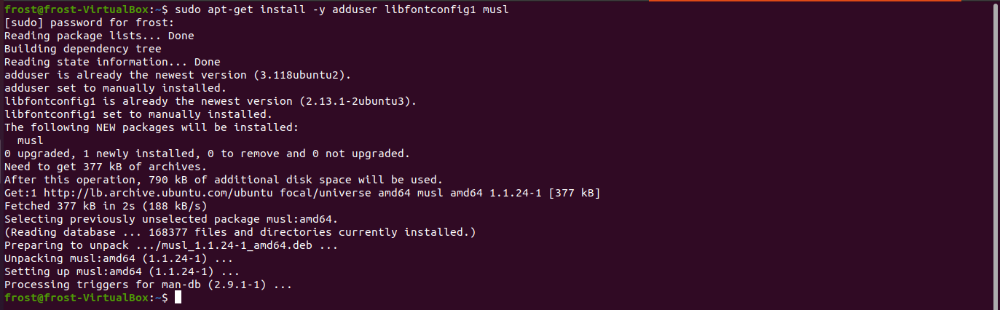 frost@frost-VirtualBox:~$ sudo apt-get install -y adduser libfontconfig1 musl
[sudo] password for frost:
Reading package lists... Done
Building dependency tree
Reading state information... Done
adduser is already the newest version (3.118ubuntu2).
adduser set to manually installed.
libfontconfig1 is already the newest version (2.13.1-2ubuntu3).
libfontconfig1 set to manually installed.
The following NEW packages will be installed:
  musl
0 upgraded, 1 newly installed, 0 to remove and 0 not upgraded.
Need to get 377 kB of archives.
After this operation, 790 kB of additional disk space will be used.
Get:1 http://lb.archive.ubuntu.com/ubuntu focal/universe amd64 musl amd64 1.1.24-1 [377 kB]
Fetched 377 kB in 2s (188 kB/s)
Selecting previously unselected package musl:amd64.
(Reading database ... 168377 files and directories currently installed.)
Preparing to unpack .../musl_1.1.24-1_amd64.deb ...
Unpacking musl:amd64 (1.1.24-1) ...
Setting up musl:amd64 (1.1.24-1) ...
Processing triggers for man-db (2.9.1-1) ...
frost@frost-VirtualBox:~$